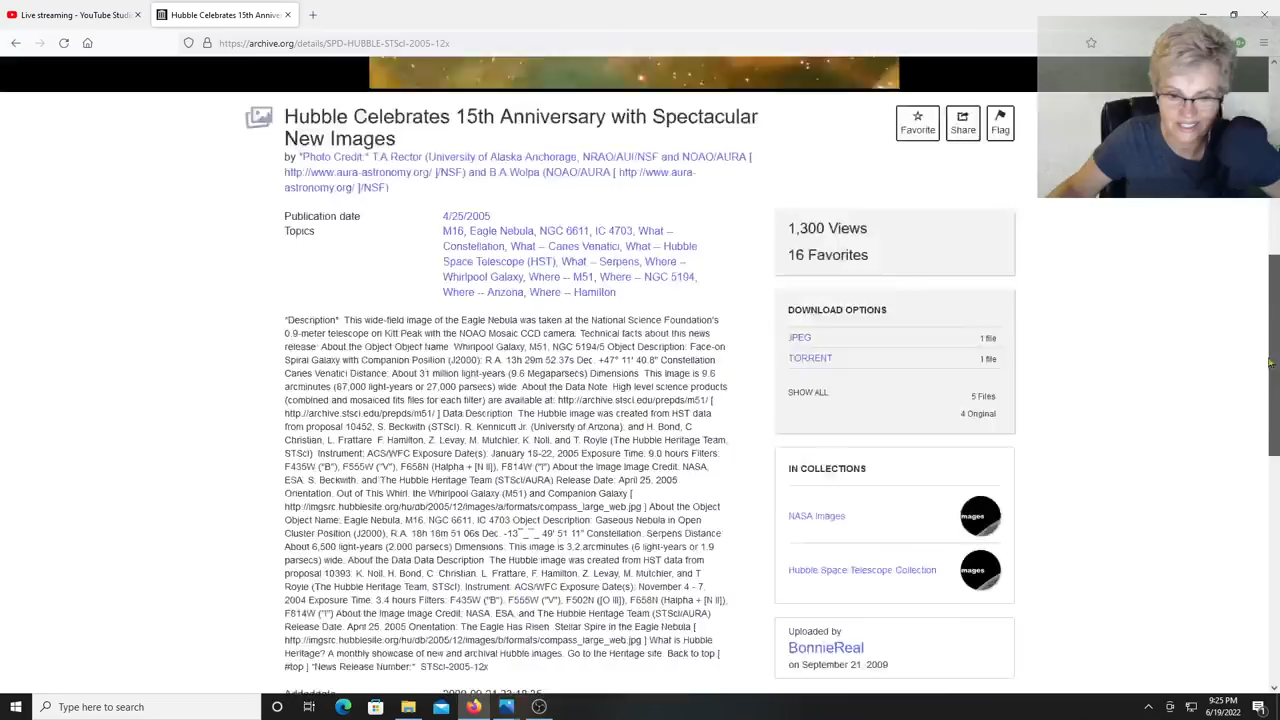 Live streaming - YouTube Studi
Hubble Celebrates 15th Anniver
https://archive.org/details/SPD-HUBBLE-STScI-2005-12x
Hubble Celebrates 15th Anniversary with Spectacular
New Images
Favorite
Share
Flag
by "Photo Credit:" T.A.Rector (University of Alaska Anchorage, NRAO/AUI/NSF and NOAO/AURA [
http://www.aura-astronomy.org/ ]/NSF) and B.A.Wolpa (NOAO/AURA [ http://www.aura-
astronomy.org/ ]/NSF)
Publication date 4/25/2005
Topics M16, Eagle Nebula, NGC 6611, IC 4703, What --
Constellation, What -- Canes Venatici, What -- Hubble
Space Telescope (HST), What -- Serpens, Where --
Whirlpool Galaxy, Where -- M51, Where -- NGC 5194,
Where -- Arizona, Where -- Hamilton
1,300 Views
16 Favorites
DOWNLOAD OPTIONS
JPEG 1 file
TORRENT 1 file
SHOW ALL 5 Files
4 Original
IN COLLECTIONS
NASA Images
images
Hubble Space Telescope Collection
images
Uploaded by
BonnieReal
on September 21, 2009
"Description" This wide-field image of the Eagle Nebula was taken at the National Science Foundation's
0.9-meter telescope on Kitt Peak with the NOAO Mosaic CCD camera. Technical facts about this news
release: About the Object Object Name: Whirlpool Galaxy, M51, NGC 5194/5 Object Description: Face-on
Spiral Galaxy with Companion Position (J2000): R.A. 13h 29m 52.37s Dec. +47° 11' 40.8" Constellation
Canes Venatici Distance: About 31 million light-years (9.6 Megaparsecs) Dimensions This Image is 9.6
arcminutes (87,000 light-years or 27,000 parsecs) wide. About the Data Note High level science products
(combined and mosaiced fits files for each filter) are available at: http://archive.stsci.edu/prepds/m51/ [
http://archive.stsci.edu/prepds/m51/ ] Data Description The Hubble image was created from HST data
from proposal 10452, S. Beckwith (STScI). R. Kennicutt Jr. (University of Arizona), and H. Bond, C
Christian, L. Frattare, F. Hamilton, Z. Levay, M. Mutchler, K. Noll, and T. Royle (The Hubble Heritage Team,
STScI) Instrument: ACS/WFC Exposure Date(s): January 18-22, 2005 Exposure Time: 9.0 hours Filters:
F435W ("B"), F555W ("V"), F658N (Halpha + [N II]), F814W ("I") About the Image Image Credit: NASA,
ESA, S. Beckwith, and The Hubble Heritage Team (STScI/AURA) Release Date: April 25, 2005
Orientation: Out of This Whirl: the Whirlpool Galaxy (M51) and Companion Galaxy [
http://imgsrc.hubblesite.org/hu/db/2005/12/images/a/formats/compass_large_web.jpg ] About the Object
Object Name: Eagle Nebula, M16, NGC 6611, IC 4703 Object Description: Gaseous Nebula in Open
Cluster Position (J2000), R.A. 18h 18m 51 06s Dec. -13¯_¯_ 49' 51 11" Constellation: Serpens Distance
About 6,500 light-years (2,000 parsecs) Dimensions: This image is 3.2 arcminutes (6 light-years or 1.9
parsecs) wide. About the Data Data Description: The Hubble image was created from HST data from
proposal 10393: K. Noll, H. Bond, C. Christian, L. Frattare, F. Hamilton, Z. Levay, M. Mutchler, and T
Royle (The Hubble Heritage Team, STScI). Instrument: ACS/WFC Exposure Date(s): November 4 - 7,
2004 Exposure Time: 3.4 hours Filters: F435W ("B"), F555W ("V"), F502N ([O III]), F658N (Halpha + [N II]),
F814W ("I") About the Image Image Credit: NASA, ESA, and The Hubble Heritage Team (STScI/AURA)
Release Date: April 25, 2005 Orientation: The Eagle Has Risen: Stellar Spire in the Eagle Nebula [
http://imgsrc.hubblesite.org/hu/db/2005/12/images/b/formats/compass_large_web.jpg ] What is Hubble
Heritage? A monthly showcase of new and archival Hubble images. Go to the Heritage site. Back to top [
#top ] "News Release Number:" STScI-2005-12x
Type here to search
9:25 PM
6/19/2022